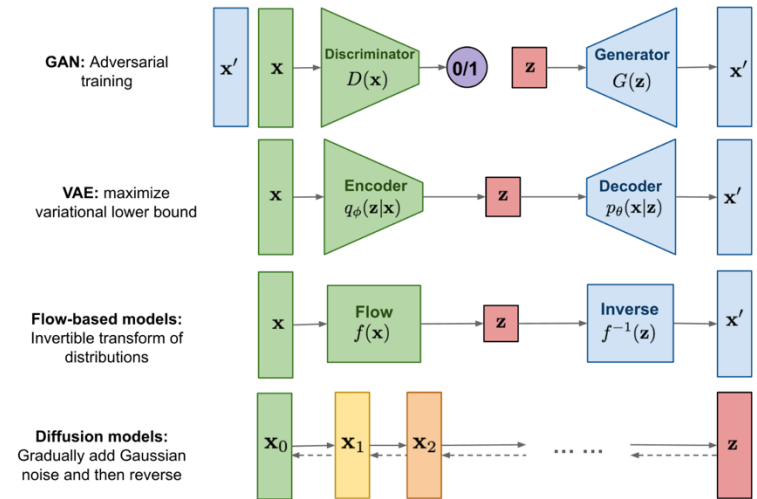 GAN: Adversarial
training
x′
x
Discriminator
D(x)
0/1
z
Generator
G(z)
x′
VAE: maximize
variational lower bound
x
Encoder
qϕ(z|x)
z
Decoder
pθ(x|z)
x′
Flow-based models:
Invertible transform of
distributions
x
Flow
f(x)
z
Inverse
f⁻¹(z)
x′
Diffusion models:
Gradually add Gaussian
noise and then reverse
x₀
x₁
x₂
... ...
z